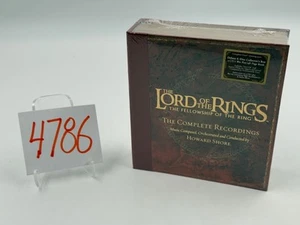 4786
THE
LORD OF THE RINGS
THE FELLOWSHIP OF THE RING
THE COMPLETE RECORDINGS
Music Composed, Orchestrated and Conducted by
HOWARD SHORE